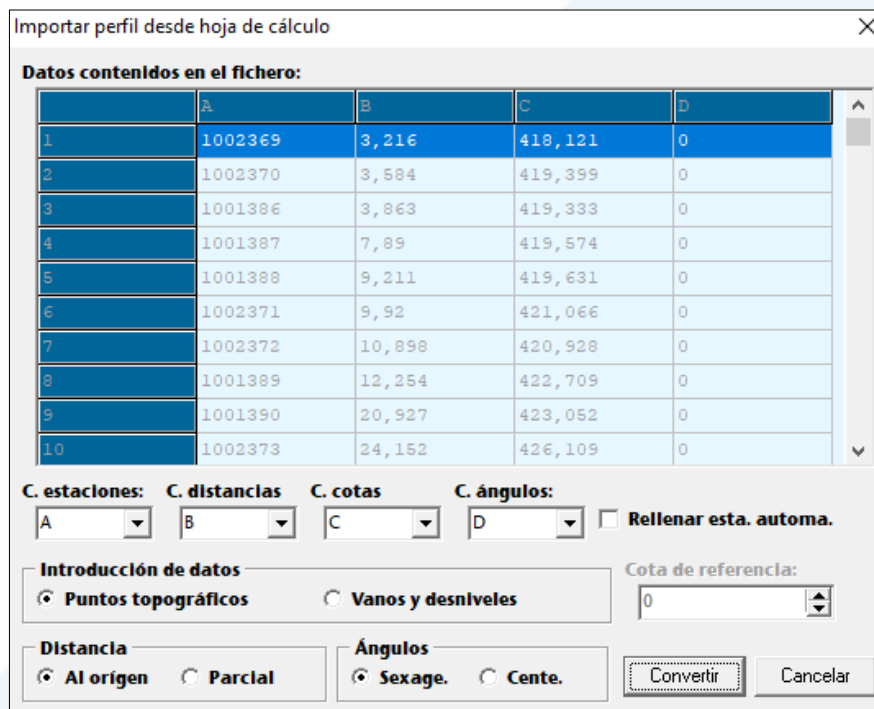 Importar perfil desde hoja de cálculo
Datos contenidos en el fichero:
A B C D
1 1002369 3,216 418,121 0
2 1002370 3,584 419,399 0
3 1001386 3,863 419,333 0
4 1001387 7,89 419,574 0
5 1001388 9,211 419,631 0
6 1002371 9,92 421,066 0
7 1002372 10,898 420,928 0
8 1001389 12,254 422,709 0
9 1001390 20,927 423,052 0
10 1002373 24,152 426,109 0
C. estaciones: C. distancias C. cotas C. ángulos:
A B C D Rellenar esta. automa.
Introducción de datos Cota de referencia:
Puntos topográficos Vanos y desniveles 0
Distancia Ángulos
Al orígen Parcial Sexage. Cente. Convertir Cancelar